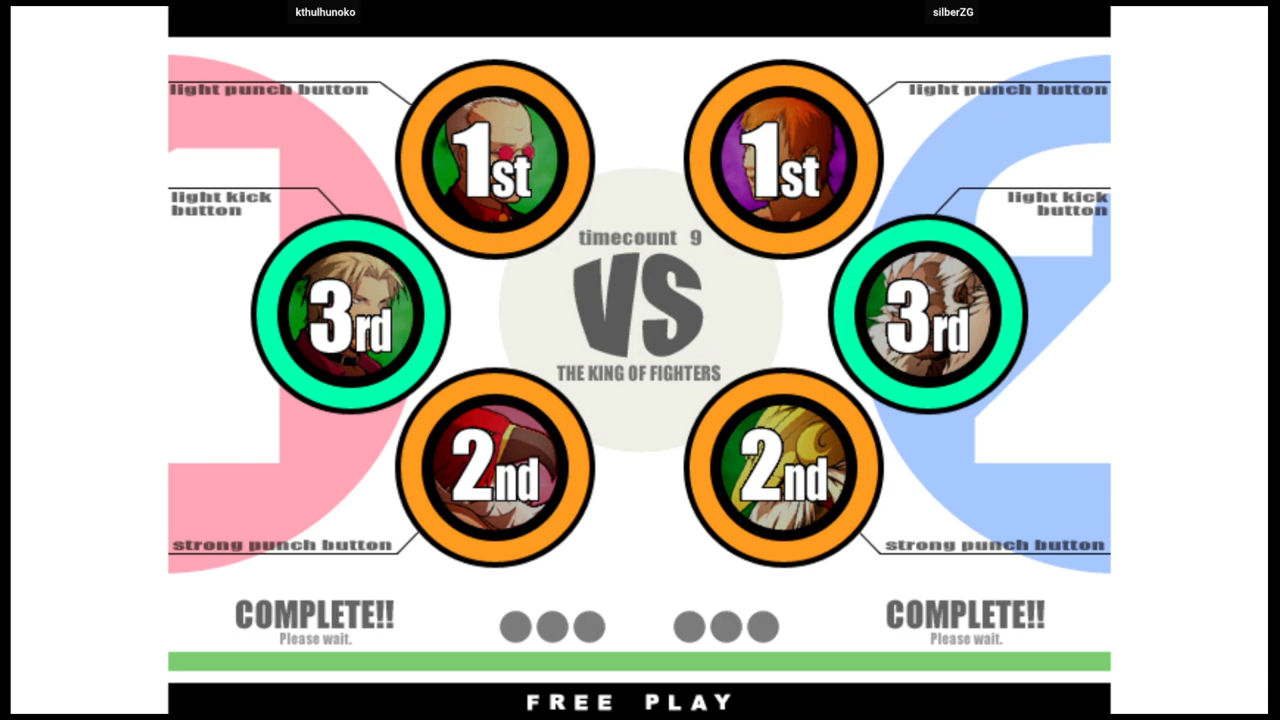 kthulhunoko
silberZG
light punch button
light punch button
1st
1st
light kick
button
light kick
button
timecount 9
VS
THE KING OF FIGHTERS
3rd
3rd
2nd
2nd
strong punch button
strong punch button
COMPLETE!!
Please wait.
COMPLETE!!
Please wait.
FREE PLAY